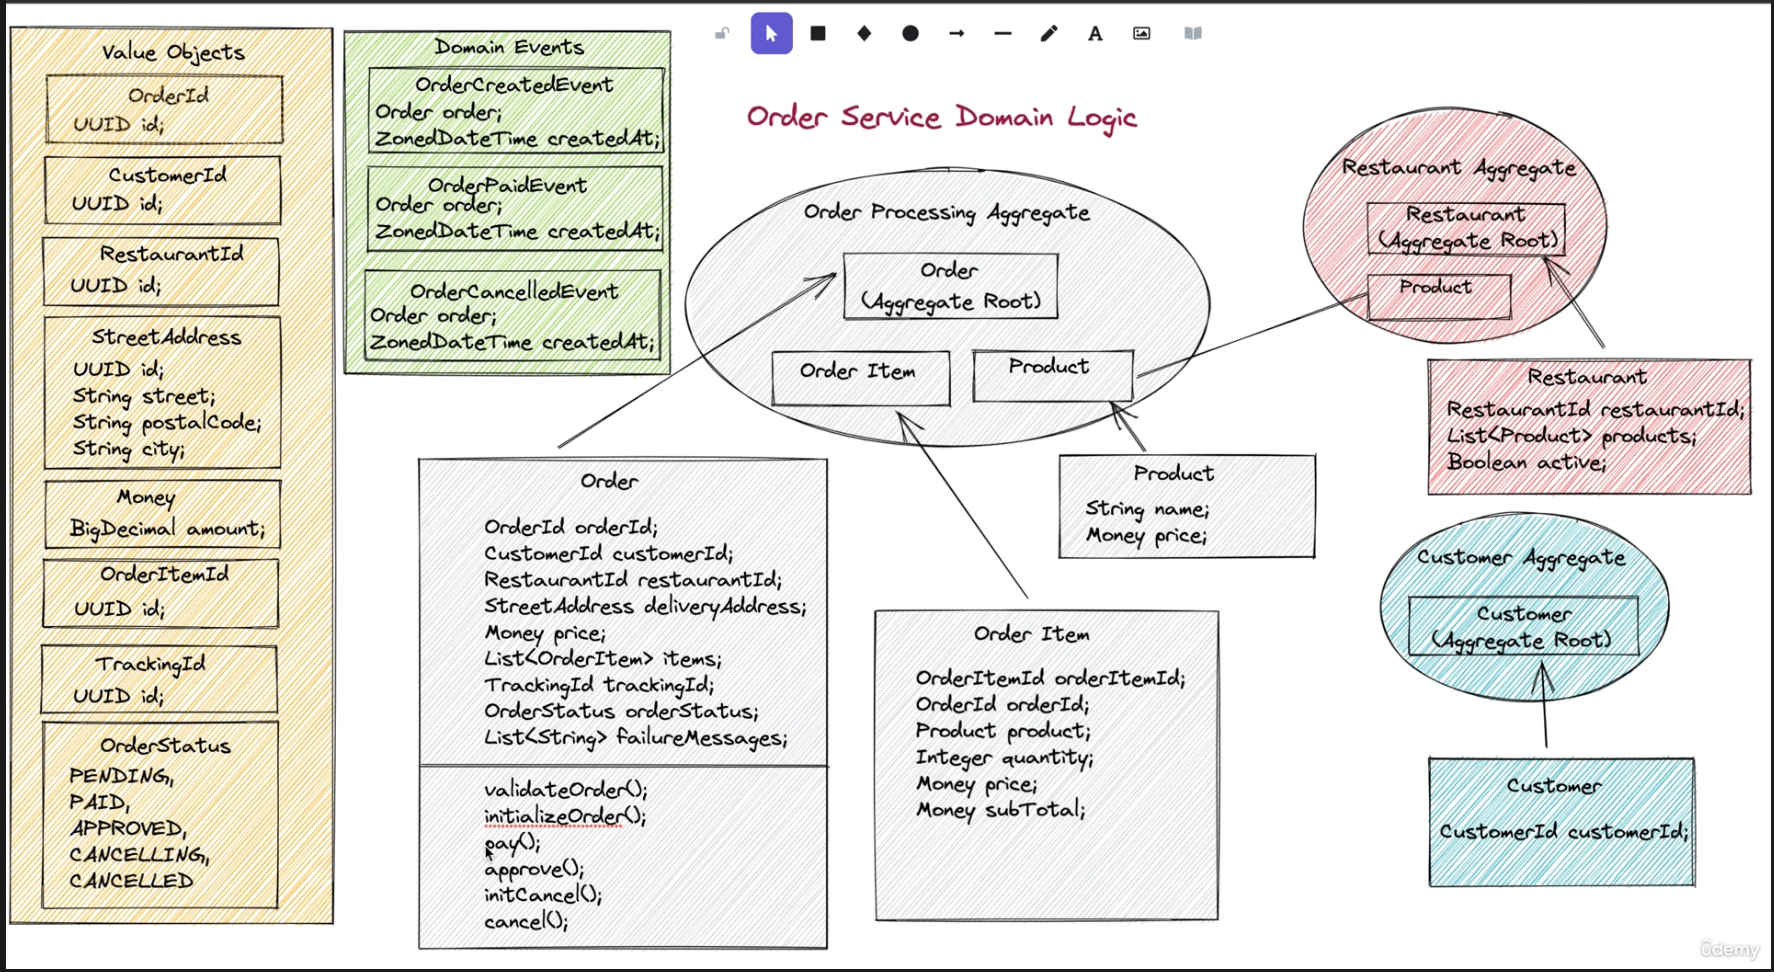 Value Objects
OrderId
UUID id;
CustomerId
UUID id;
RestaurantId
UUID id;
StreetAddress
UUID id;
String street;
String postalCode;
String city;
Money
BigDecimal amount;
OrderItemId
UUID id;
TrackingId
UUID id;
OrderStatus
PENDING,
PAID,
APPROVED,
CANCELLING,
CANCELLED
Domain Events
OrderCreatedEvent
Order order;
ZonedDateTime createdAt;
OrderPaidEvent
Order order;
ZonedDateTime createdAt;
OrderCancelledEvent
Order order;
ZonedDateTime createdAt;
A
Order Service Domain Logic
Order Processing Aggregate
Order
(Aggregate Root)
Order Item
Product
Restaurant Aggregate
Restaurant
(Aggregate Root)
Product
Order
OrderId orderId;
CustomerId customerId;
RestaurantId restaurantId;
StreetAddress deliveryAddress;
Money price;
List<OrderItem> items;
TrackingId trackingId;
OrderStatus orderStatus;
List<String> failureMessages;
validateOrder();
initializeOrder();
pay();
approve();
initCancel();
cancel();
Product
String name;
Money price;
Order Item
OrderItemId orderItemId;
OrderId orderId;
Product product;
Integer quantity;
Money price;
Money subTotal;
Restaurant
RestaurantId restaurantId;
List<Product> products;
Boolean active;
Customer Aggregate
Customer
(Aggregate Root)
Customer
CustomerId customerId;
ûdemy